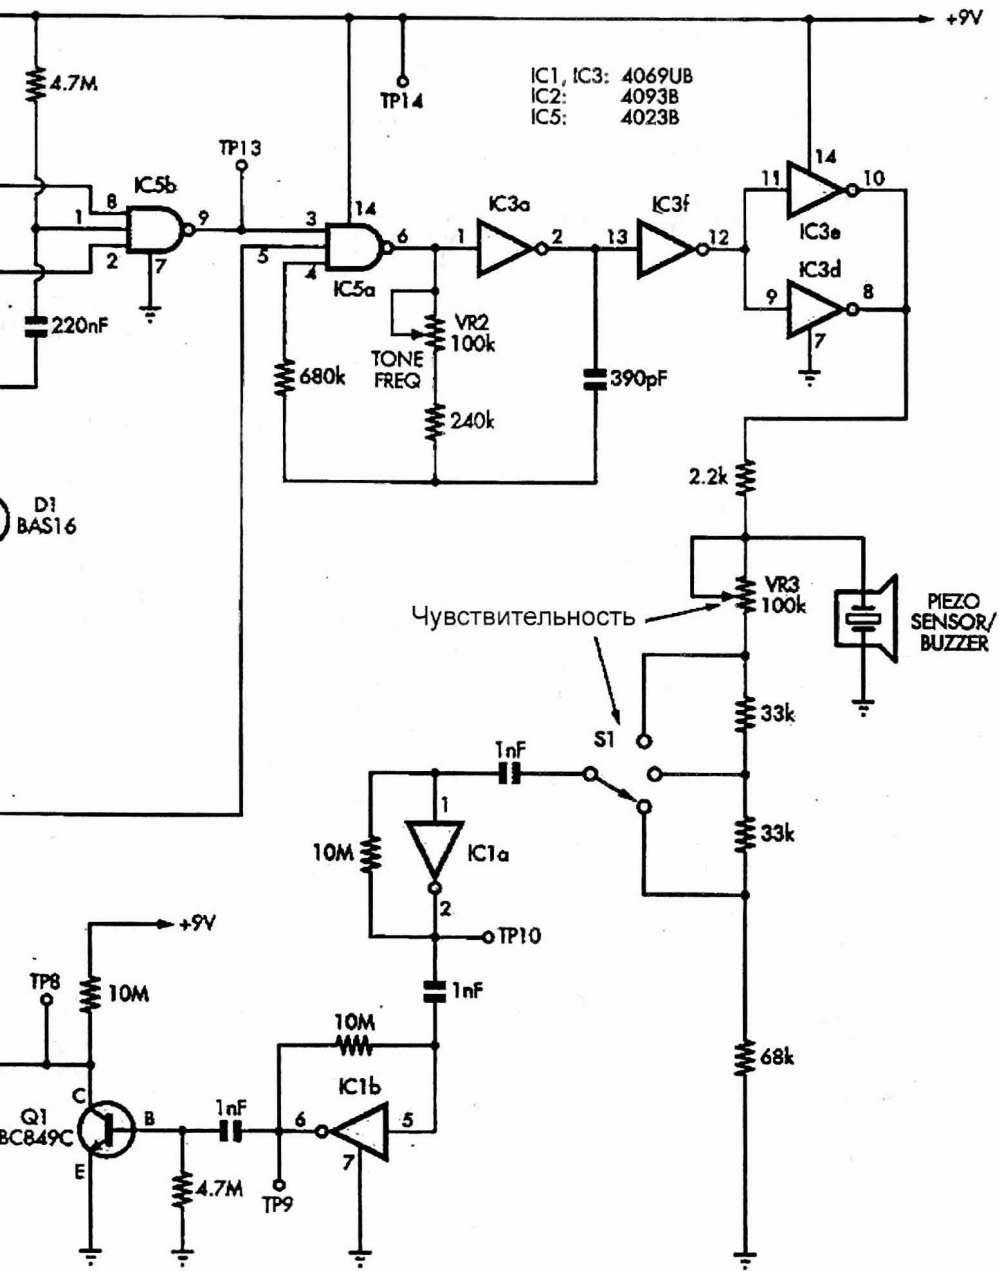 +9V
4.7M
TP14
IC1, IC3: 4069UB
IC2: 4093B
IC5: 4023B
TP13
IC5b
8
1
2
9
7
14
3
5
4
6
IC5a
IC3a
1
2
IC3f
13
12
11
14
10
IC3e
IC3d
9
8
7
220nF
680k
VR2
100k
TONE
FREQ
240k
390pF
2.2k
D1
BAS16
VR3
100k
PIEZO
SENSOR/
BUZZER
Чувствительность
33k
S1
1nF
1
10M
IC1a
2
33k
TP10
+9V
TP8
10M
1nF
10M
68k
IC1b
C
Q1
BC849C
B
E
1nF
6
5
7
4.7M
TP9